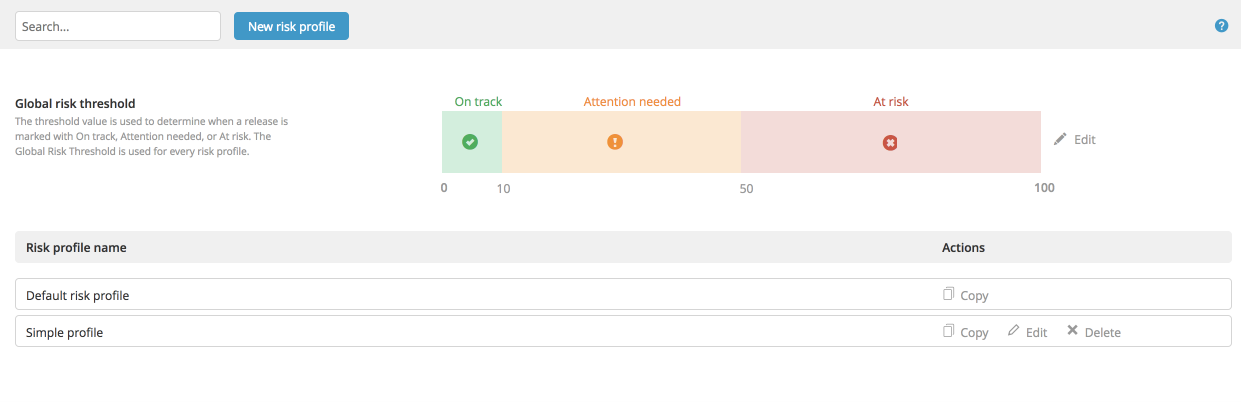 Search...
New risk profile
?
Global risk threshold
The threshold value is used to determine when a release is
marked with On track, Attention needed, or At risk. The
Global Risk Threshold is used for every risk profile.
On track
Attention needed
At risk
Edit
0
10
50
100
Risk profile name
Actions
Default risk profile
Copy
Simple profile
Copy
Edit
Delete